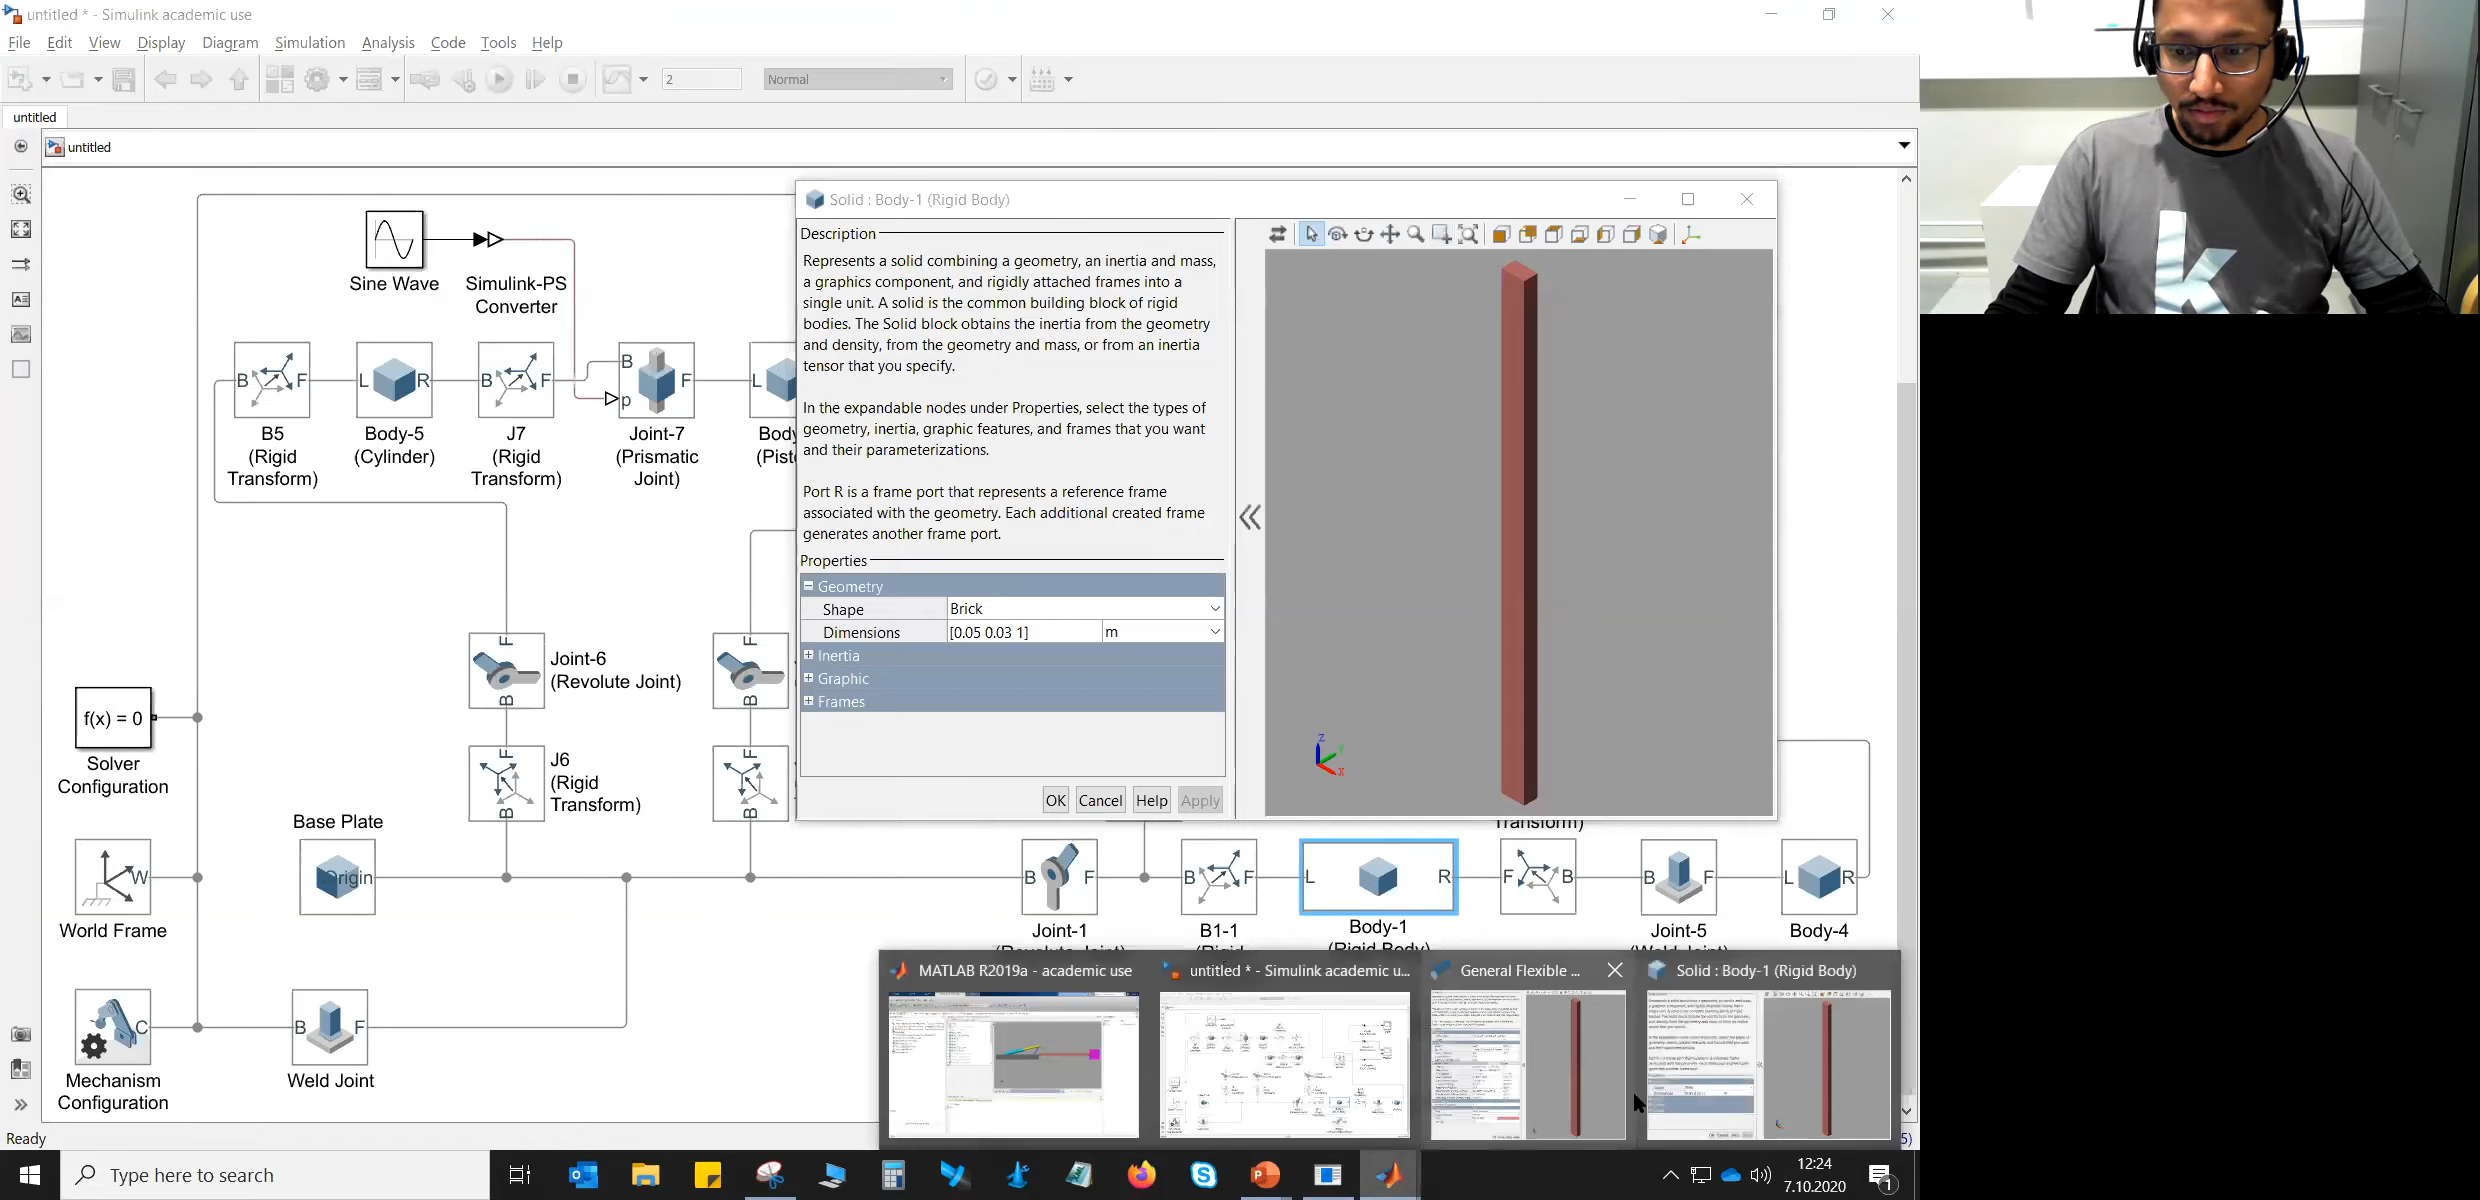 untitled * - Simulink academic use
File Edit View Display Diagram Simulation Analysis Code Tools Help
2
Normal
untitled
untitled
Sine Wave
Simulink-PS
Converter
B F
L R
B F
B F
p
L
B5
(Rigid
Transform)
Body-5
(Cylinder)
J7
(Rigid
Transform)
Joint-7
(Prismatic
Joint)
Body
(Pist
F
B
Joint-6
(Revolute Joint)
F
B
F
B
J6
(Rigid
Transform)
F
B
f(x) = 0
Solver
Configuration
W
World Frame
Base Plate
Origin
C
Mechanism
Configuration
B F
Weld Joint
Solid : Body-1 (Rigid Body)
Description
Represents a solid combining a geometry, an inertia and mass,
a graphics component, and rigidly attached frames into a
single unit. A solid is the common building block of rigid
bodies. The Solid block obtains the inertia from the geometry
and density, from the geometry and mass, or from an inertia
tensor that you specify.
In the expandable nodes under Properties, select the types of
geometry, inertia, graphic features, and frames that you want
and their parameterizations.
Port R is a frame port that represents a reference frame
associated with the geometry. Each additional created frame
generates another frame port.
Properties
Geometry
Shape Brick
Dimensions [0.05 0.03 1] m
Inertia
Graphic
Frames
OK Cancel Help Apply
Z
Y
X
Transform)
B F
B F
L R
F B
B F
L R
Joint-1
B1-1
Body-1
(Rigid Body)
Joint-5
Body-4
MATLAB R2019a - academic use
untitled * - Simulink academic u...
General Flexible ...
Solid : Body-1 (Rigid Body)
Ready
5)
Type here to search
12:24
7.10.2020
1
k